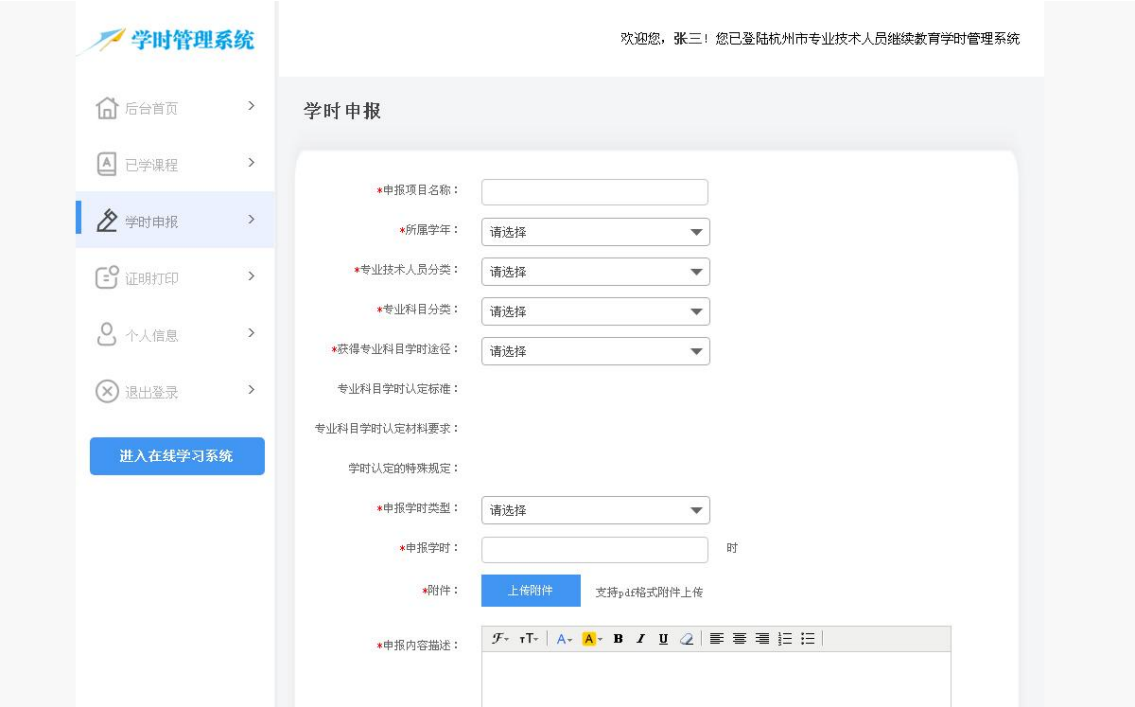 学时管理系统
欢迎您，张三！您已登陆杭州市专业技术人员继续教育学时管理系统
后台首页
已学课程
学时申报
证明打印
个人信息
退出登录
进入在线学习系统
学时申报
*申报项目名称：
*所属学年： 请选择
*专业技术人员分类： 请选择
*专业科目分类： 请选择
*获得专业科目学时途径： 请选择
专业科目学时认定标准：
专业科目学时认定材料要求：
学时认定的特殊规定：
*申报学时类型： 请选择
*申报学时： 时
*附件： 上传附件 支持pdf格式附件上传
*申报内容描述：